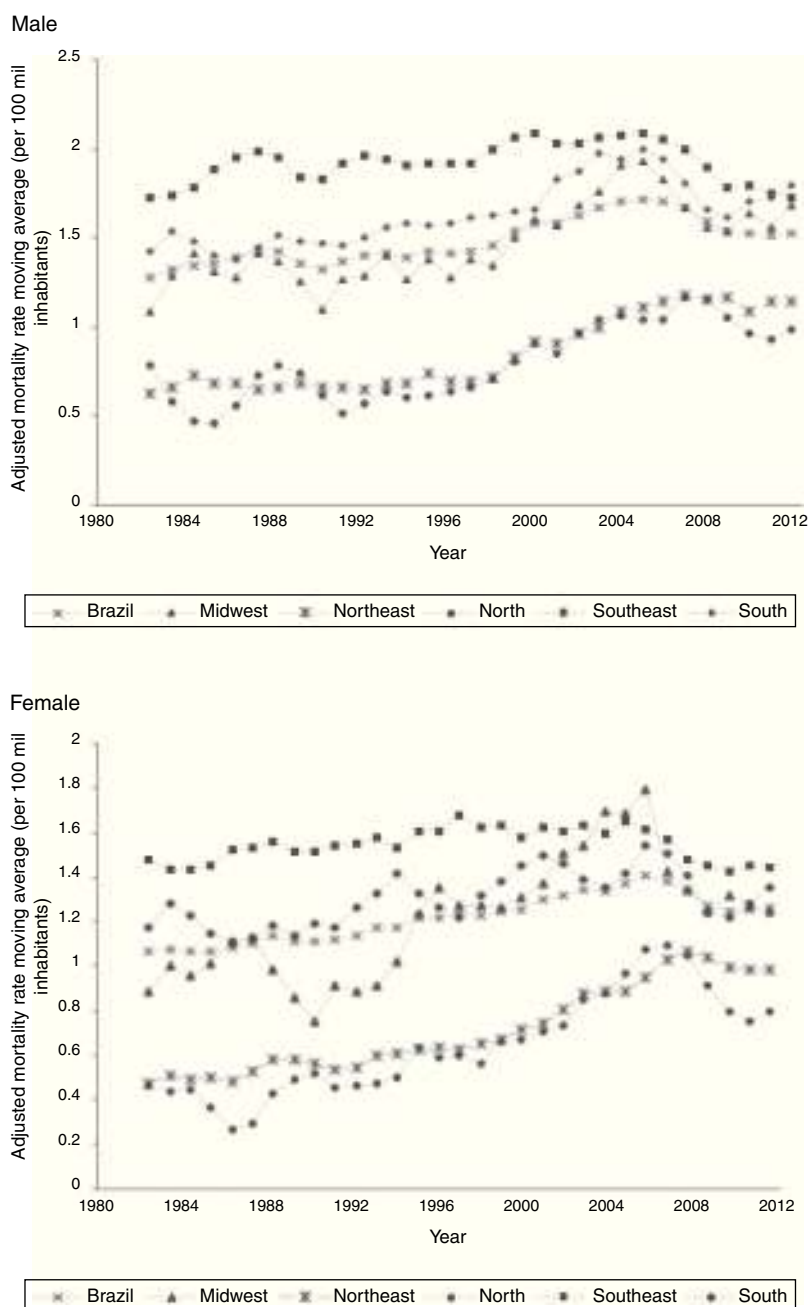 Male
Adjusted mortality rate moving average (per 100 mil
inhabitants)
2.5
2
1.5
1
0.5
0
1980 1984 1988 1992 1996 2000 2004 2008 2012
Year
Brazil Midwest Northeast North Southeast South
Female
Adjusted mortality rate moving average (per 100 mil
inhabitants)
2
1.8
1.6
1.4
1.2
1
0.8
0.6
0.4
0.2
0
1980 1984 1988 1992 1996 2000 2004 2008 2012
Year
Brazil Midwest Northeast North Southeast South